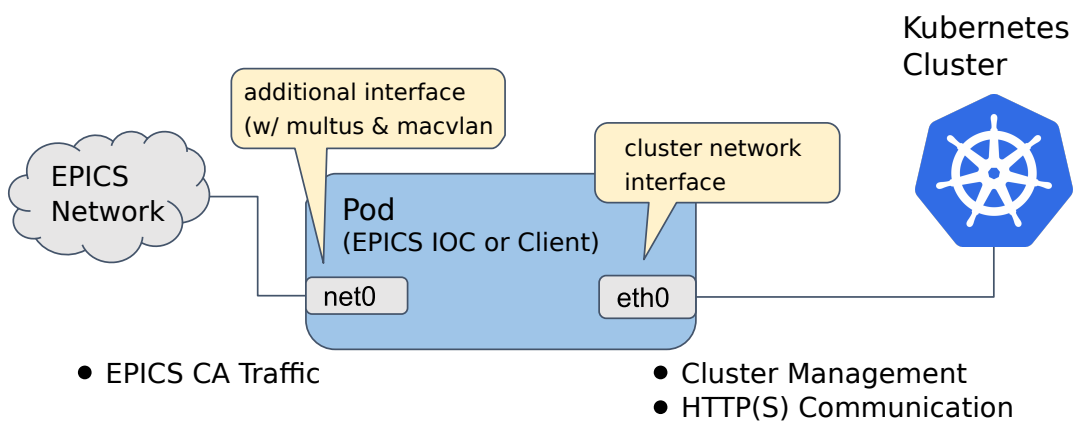 Kubernetes
Cluster
additional interface
(w/ multus & macvlan
cluster network
interface
EPICS
Network
Pod
(EPICS IOC or Client)
net0
eth0
● EPICS CA Traffic
● Cluster Management
● HTTP(S) Communication